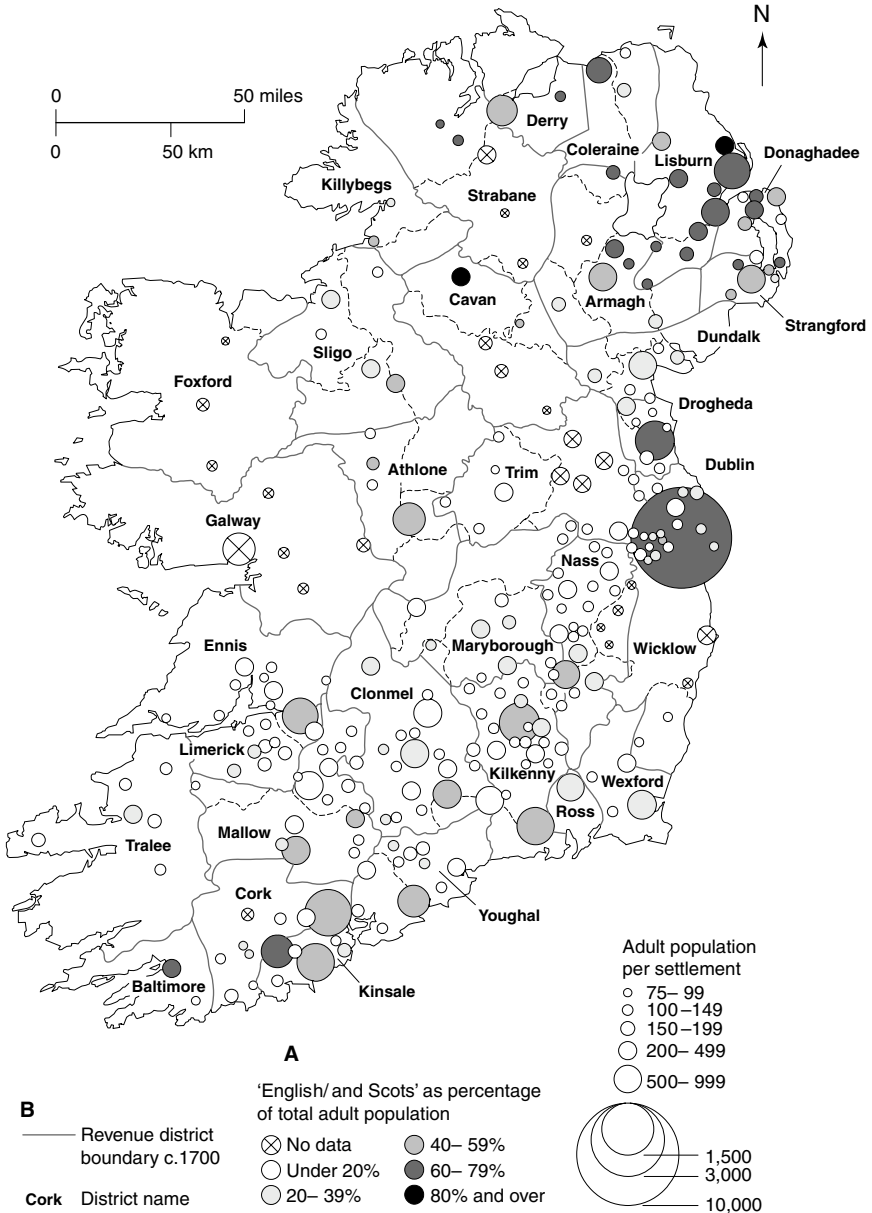 N
0 50 miles
0 50 km
Derry
Coleraine
Lisburn
Donaghadee
Killybegs
Strabane
Cavan
Armagh
Strangford
Dundalk
Sligo
Foxford
Drogheda
Athlone
Trim
Dublin
Galway
Nass
Ennis
Maryborough
Wicklow
Clonmel
Limerick
Kilkenny
Wexford
Ross
Mallow
Tralee
Cork
Youghal
Baltimore
Kinsale
Adult population
per settlement
75– 99
100 –149
150 –199
200 – 499
500 – 999
1,500
3,000
10,000
A
‘English/ and Scots’ as percentage
of total adult population
No data
Under 20%
20– 39%
40– 59%
60– 79%
80% and over
B
Revenue district
boundary c.1700
Cork District name